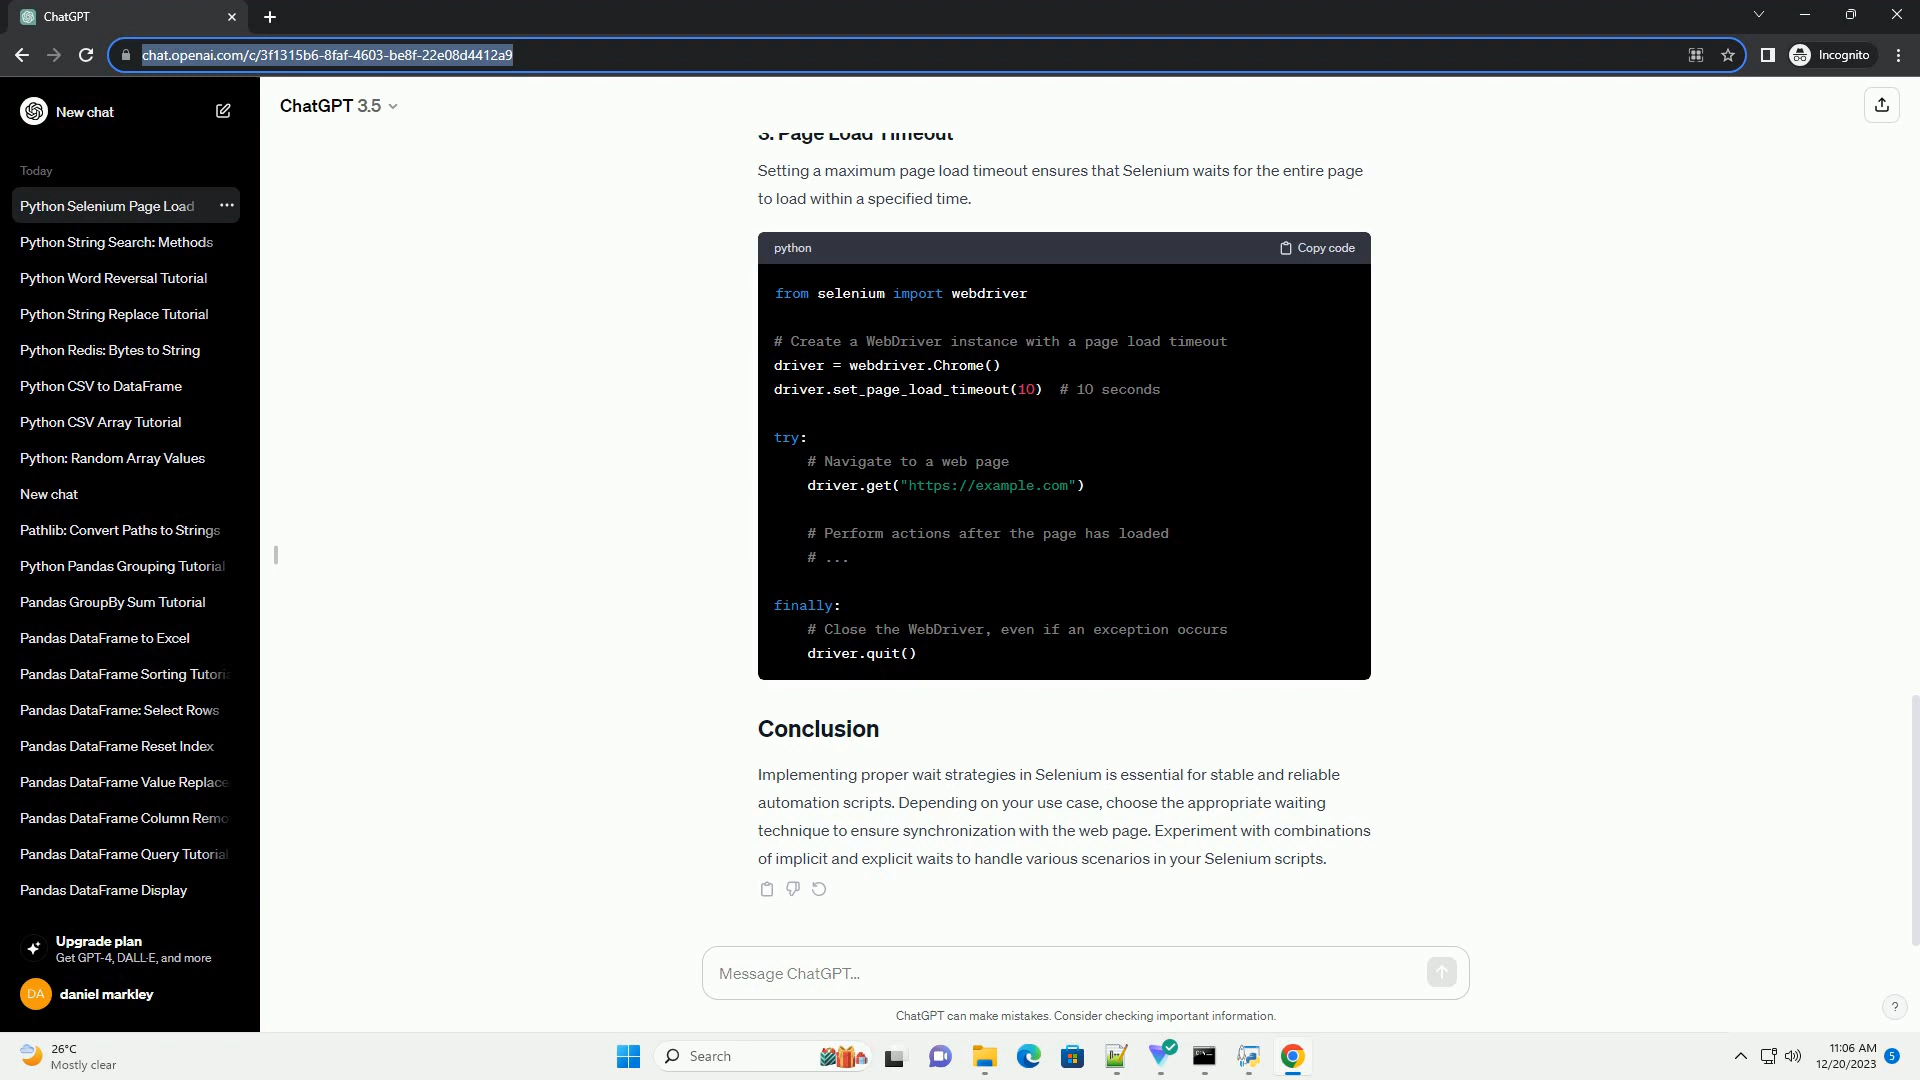 ChatGPT
chat.openai.com/c/3f1315b6-8faf-4603-be8f-22e08d4412a9
Incognito
New chat
Today
Python Selenium Page Load
Python String Search: Methods
Python Word Reversal Tutorial
Python String Replace Tutorial
Python Redis: Bytes to String
Python CSV to DataFrame
Python CSV Array Tutorial
Python: Random Array Values
New chat
Pathlib: Convert Paths to Strings
Python Pandas Grouping Tutorial
Pandas GroupBy Sum Tutorial
Pandas DataFrame to Excel
Pandas DataFrame Sorting Tutoria
Pandas DataFrame: Select Rows
Pandas DataFrame Reset Index
Pandas DataFrame Value Replace
Pandas DataFrame Column Remo
Pandas DataFrame Query Tutorial
Pandas DataFrame Display
Upgrade plan
Get GPT-4, DALL·E, and more
DA
daniel markley
ChatGPT 3.5
3. Page Load Timeout
Setting a maximum page load timeout ensures that Selenium waits for the entire page
to load within a specified time.
python
Copy code
from selenium import webdriver
# Create a WebDriver instance with a page load timeout
driver = webdriver.Chrome()
driver.set_page_load_timeout(10)  # 10 seconds
try:
    # Navigate to a web page
    driver.get("https://example.com")
    # Perform actions after the page has loaded
    # ...
finally:
    # Close the WebDriver, even if an exception occurs
    driver.quit()
Conclusion
Implementing proper wait strategies in Selenium is essential for stable and reliable
automation scripts. Depending on your use case, choose the appropriate waiting
technique to ensure synchronization with the web page. Experiment with combinations
of implicit and explicit waits to handle various scenarios in your Selenium scripts.
Message ChatGPT...
ChatGPT can make mistakes. Consider checking important information.
?
26°C
Mostly clear
Search
11:06 AM
12/20/2023
5